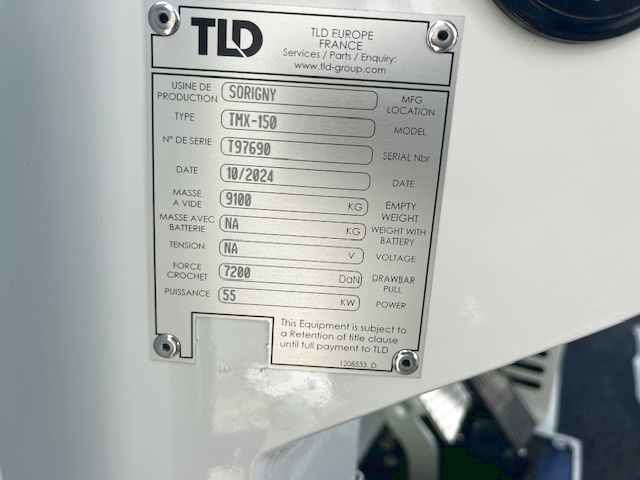 TLD
TLD EUROPE
FRANCE
Services / Parts / Enquiry:
www.tld-group.com
USINE DE PRODUCTION SORIGNY MFG LOCATION
TYPE TMX-150 MODEL
N° DE SERIE T97690 SERIAL Nbr
DATE 10/2024 DATE
MASSE A VIDE 9100 KG EMPTY WEIGHT
MASSE AVEC BATTERIE NA KG WEIGHT WITH BATTERY
TENSION NA V VOLTAGE
FORCE CROCHET 7200 DaN DRAWBAR PULL
PUISSANCE 55 KW POWER
This Equipment is subject to
a Retention of title clause
until full payment to TLD
1208533_D